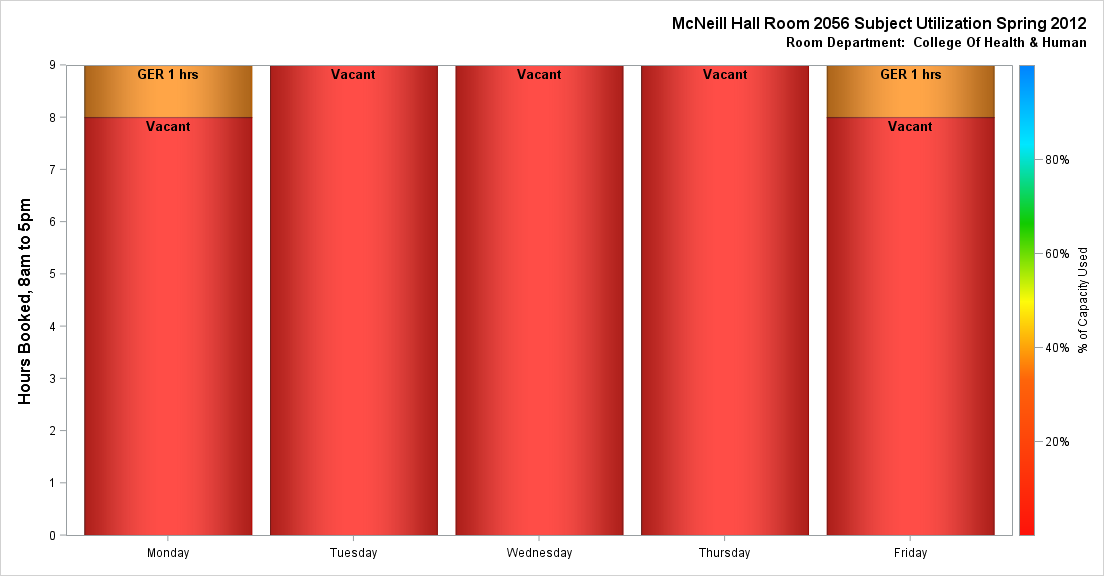 McNeill Hall Room 2056 Subject Utilization Spring 2012
Room Department:  College Of Health & Human
Hours Booked, 8am to 5pm
9
8
7
6
5
4
3
2
1
0
GER 1 hrs
Vacant
Vacant
Vacant
Vacant
GER 1 hrs
Vacant
Monday
Tuesday
Wednesday
Thursday
Friday
80%
60%
40%
20%
% of Capacity Used